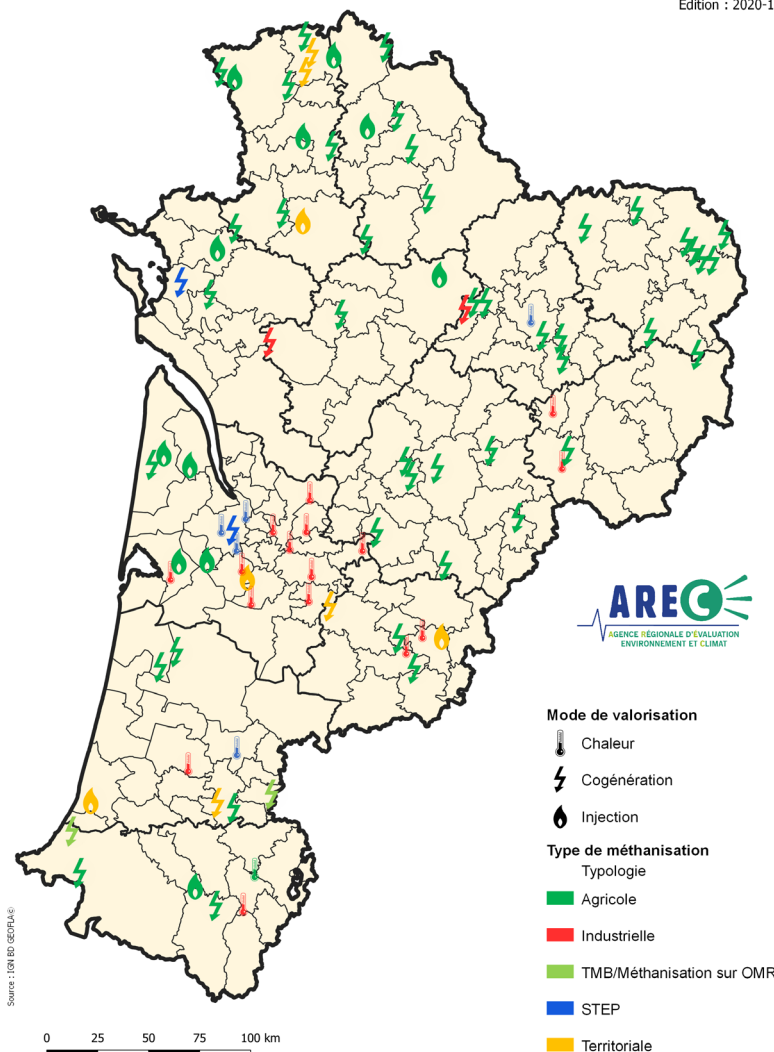 Edition : 2020-1
AREC
AGENCE RÉGIONALE D'ÉVALUATION
ENVIRONNEMENT ET CLIMAT
Mode de valorisation
Chaleur
Cogénération
Injection
Type de méthanisation
Typologie
Agricole
Industrielle
TMB/Méthanisation sur OMR
STEP
Territoriale
Source : IGN BD GEOFLA©
0 25 50 75 100 km